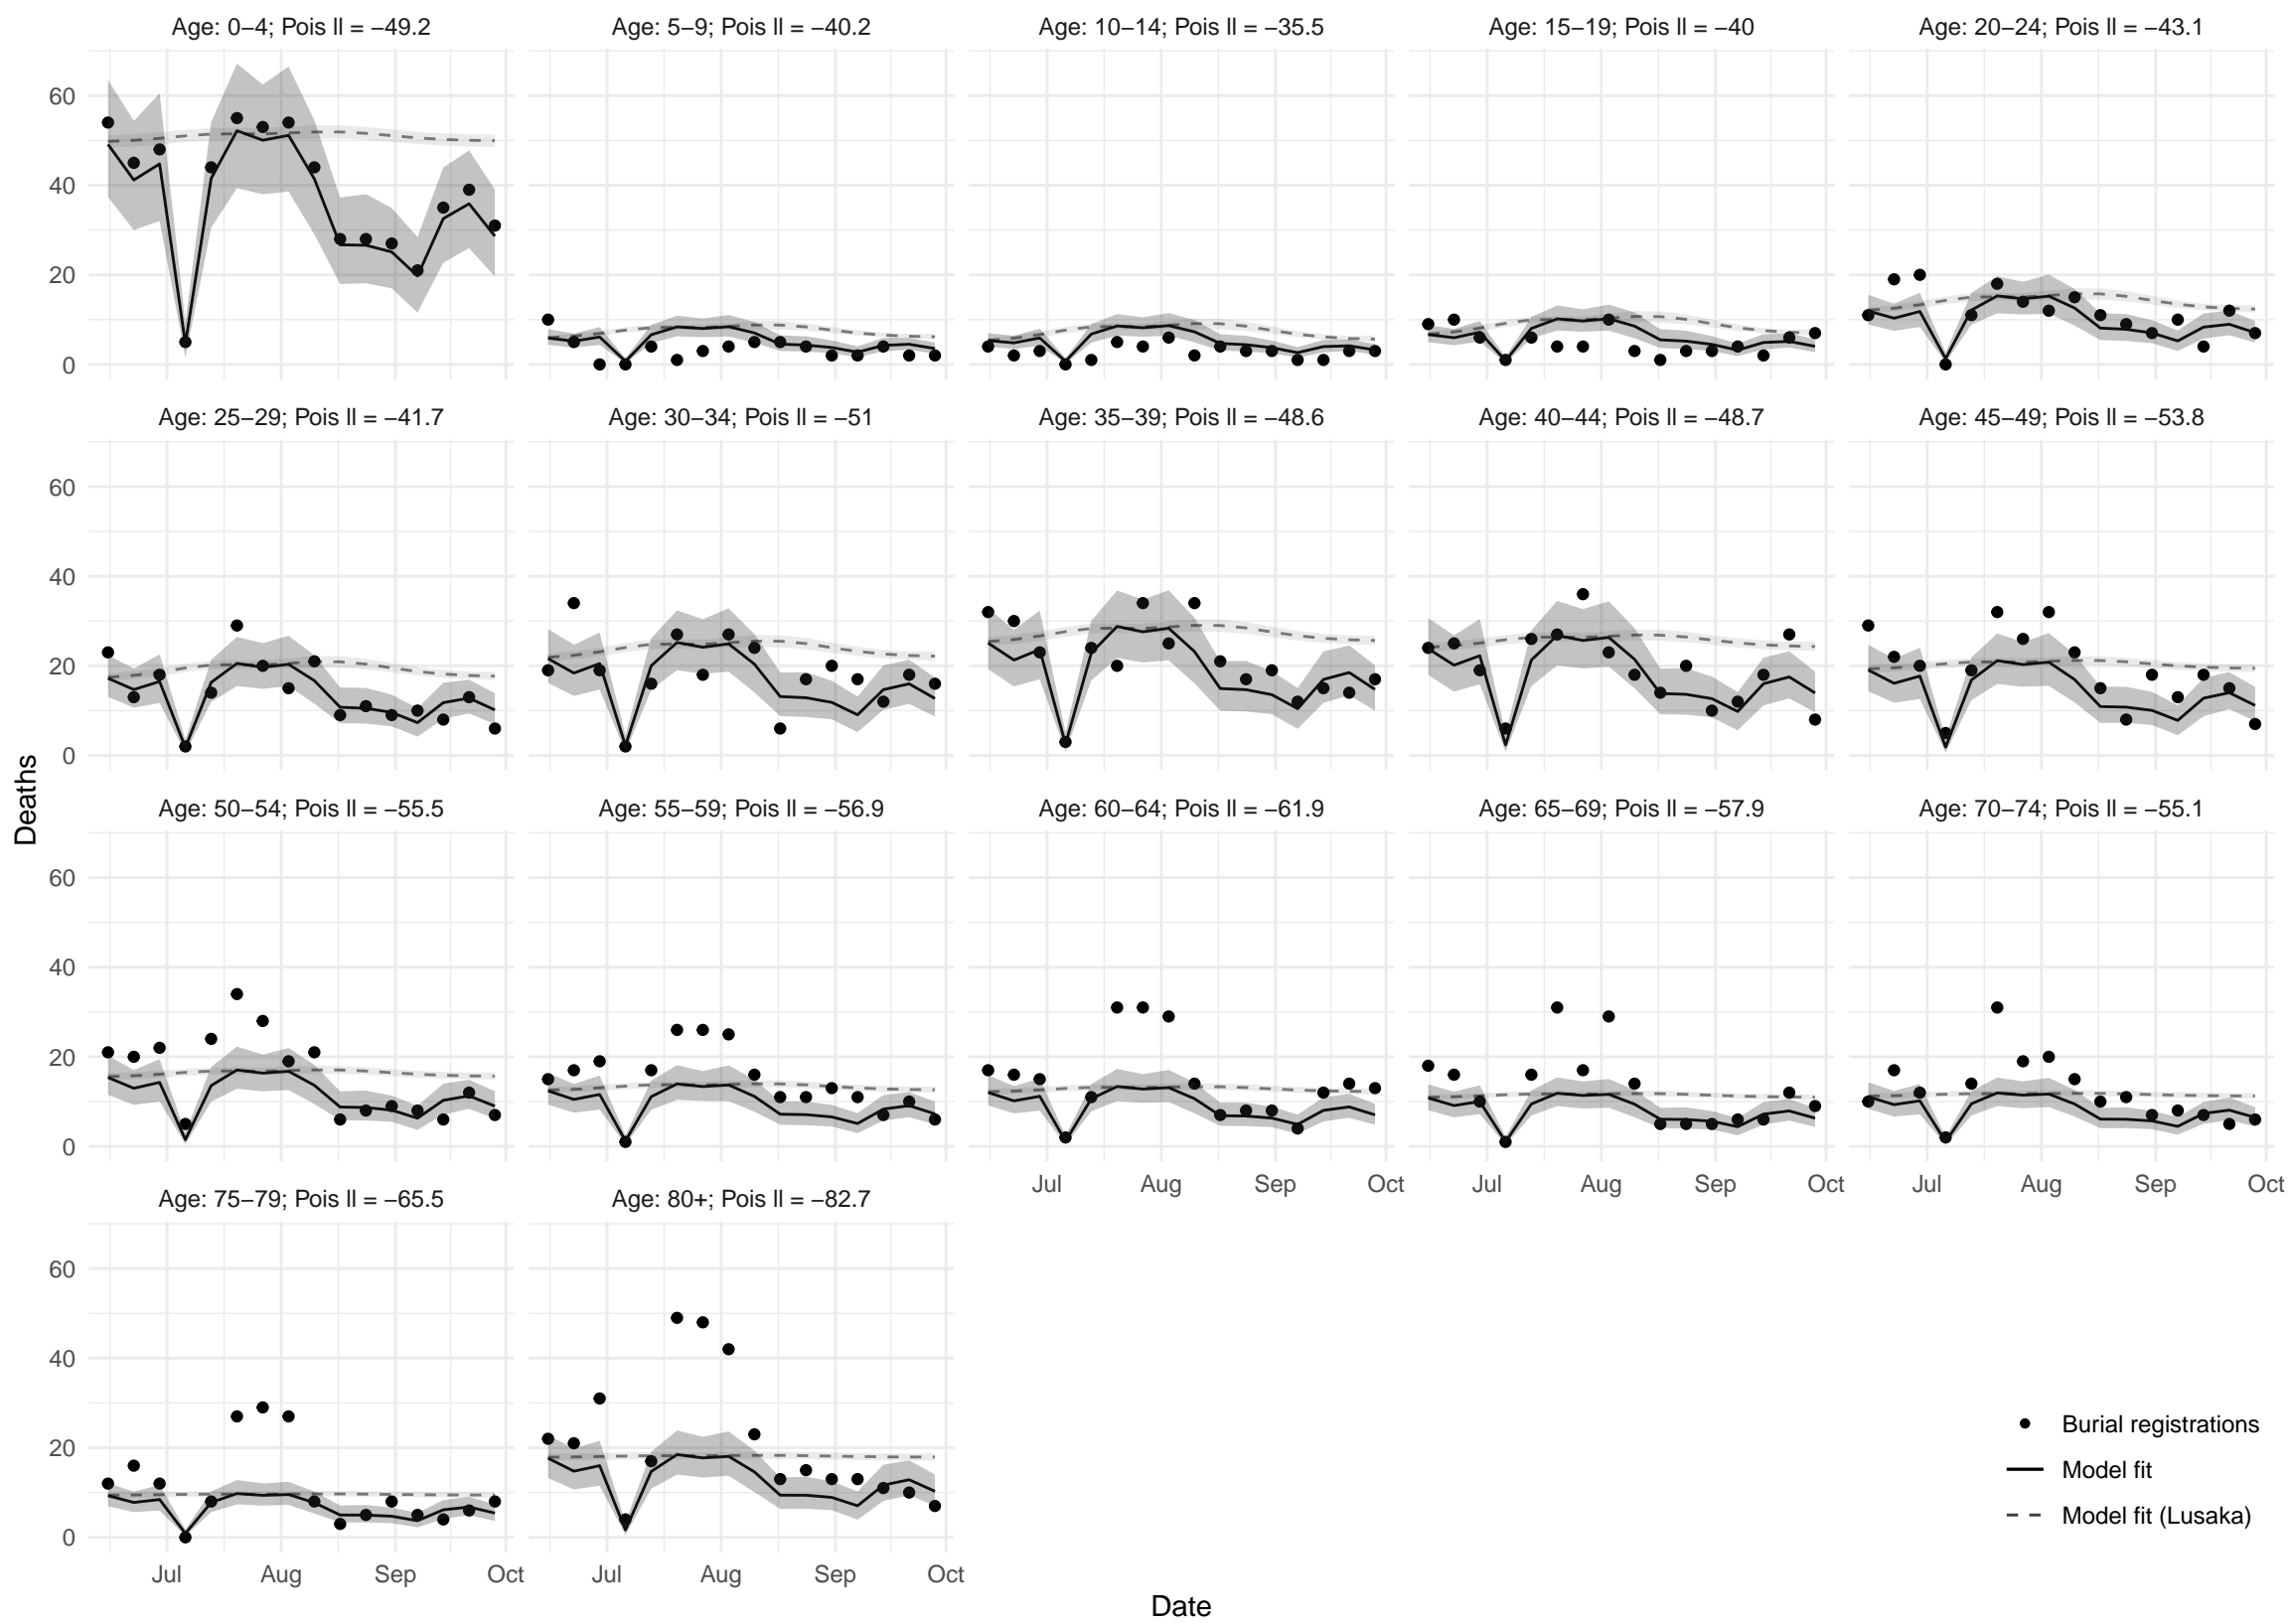 Age: 0−4; Pois ll = −49.2
Age: 5−9; Pois ll = −40.2
Age: 10−14; Pois ll = −35.5
Age: 15−19; Pois ll = −40
Age: 20−24; Pois ll = −43.1
60
40
20
0
Age: 25−29; Pois ll = −41.7
Age: 30−34; Pois ll = −51
Age: 35−39; Pois ll = −48.6
Age: 40−44; Pois ll = −48.7
Age: 45−49; Pois ll = −53.8
60
40
20
0
Deaths
Age: 50−54; Pois ll = −55.5
Age: 55−59; Pois ll = −56.9
Age: 60−64; Pois ll = −61.9
Age: 65−69; Pois ll = −57.9
Age: 70−74; Pois ll = −55.1
60
40
20
0
Jul Aug Sep Oct
Jul Aug Sep Oct
Jul Aug Sep Oct
Age: 75−79; Pois ll = −65.5
Age: 80+; Pois ll = −82.7
60
40
20
0
Jul Aug Sep Oct
Jul Aug Sep Oct
Burial registrations
Model fit
Model fit (Lusaka)
Date